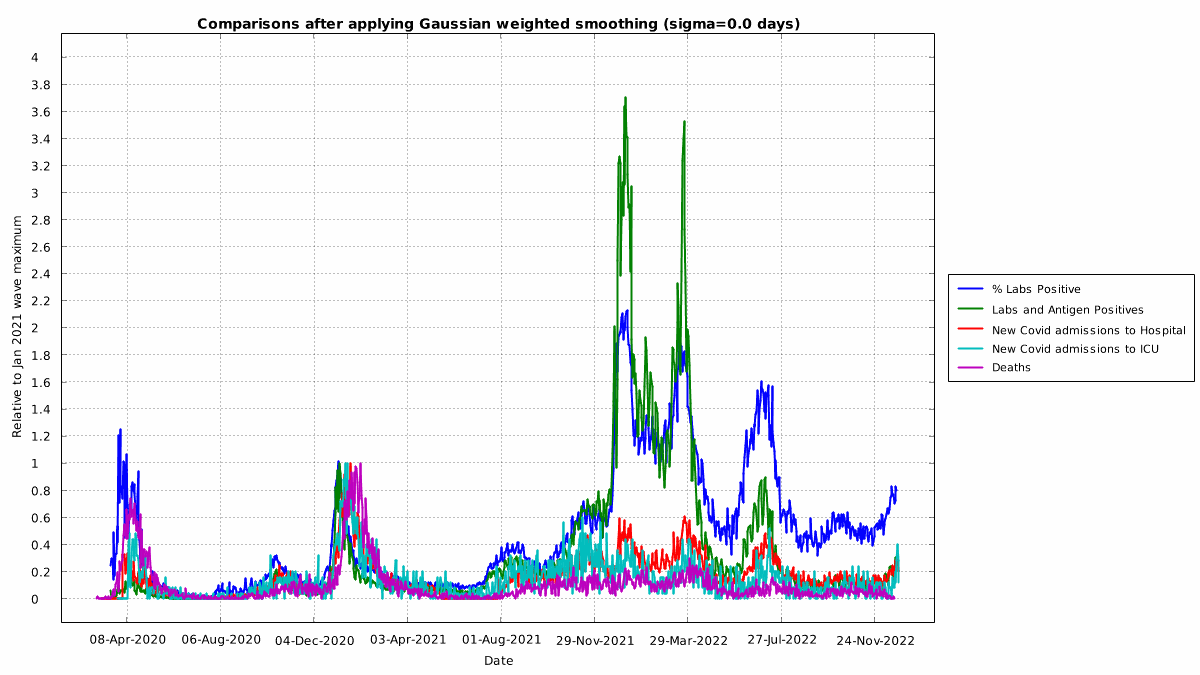 Comparisons after applying Gaussian weighted smoothing (sigma=0.0 days)
4
3.8
3.6
3.4
3.2
3
2.8
2.6
2.4
2.2
2
1.8
1.6
1.4
1.2
1
0.8
0.6
0.4
0.2
0
Relative to Jan 2021 wave maximum
08-Apr-2020
06-Aug-2020
04-Dec-2020
03-Apr-2021
01-Aug-2021
29-Nov-2021
29-Mar-2022
27-Jul-2022
24-Nov-2022
Date
% Labs Positive
Labs and Antigen Positives
New Covid admissions to Hospital
New Covid admissions to ICU
Deaths